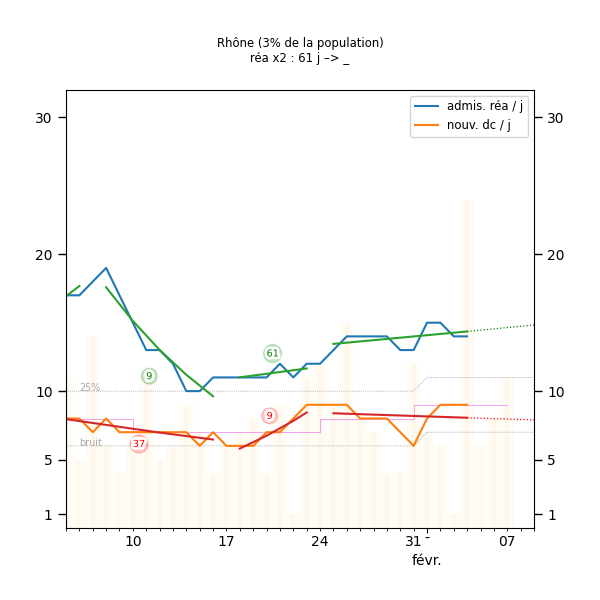 Rhône (3% de la population)
réa x2 : 61 j –> _
admis. réa / j
nouv. dc / j
30 30
20 20
61
9
25%
10 10
9
bruit
37
5 5
1 1
10 17 24 31 - 07
févr.